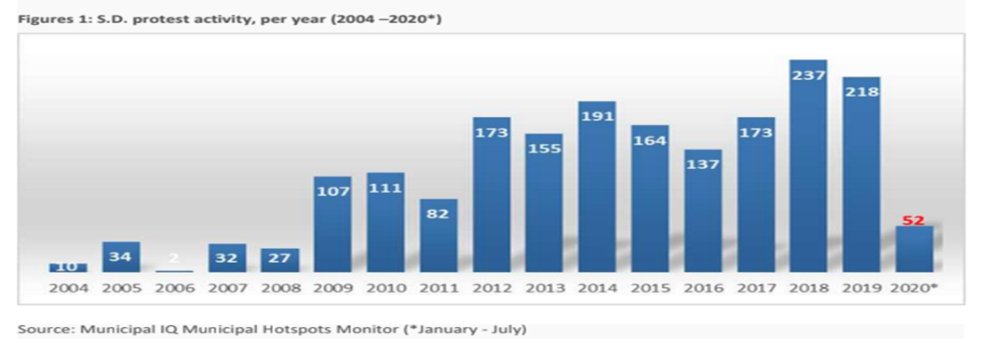 Figures 1: S.D. protest activity, per year (2004 –2020*)
10 34 2 32 27 107 111 82 173 155 191 164 137 173 237 218 52
2004 2005 2006 2007 2008 2009 2010 2011 2012 2013 2014 2015 2016 2017 2018 2019 2020*
Source: Municipal IQ Municipal Hotspots Monitor (*January - July)